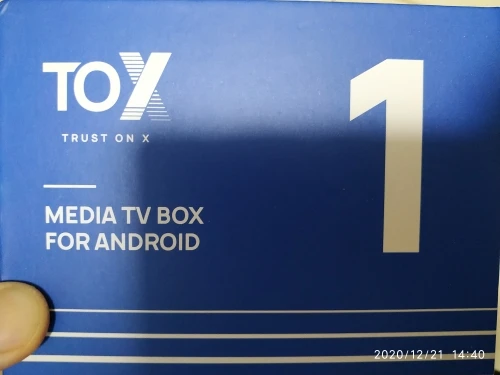 TOX
TRUST ON X
1
MEDIA TV BOX
FOR ANDROID
2020/12/21 14:40